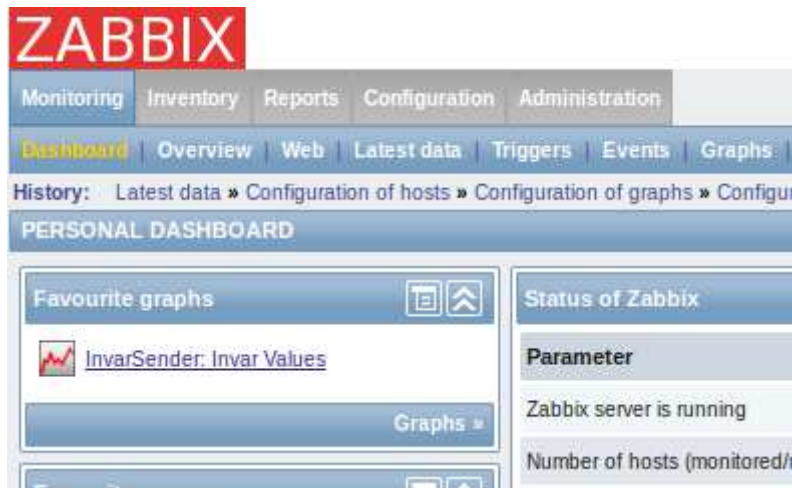 ZABBIX
Monitoring Inventory Reports Configuration Administration
Dashboard | Overview | Web | Latest data | Triggers | Events | Graphs |
History: Latest data » Configuration of hosts » Configuration of graphs »
PERSONAL DASHBOARD
Favourite graphs
InvarSender: Invar Values
Graphs »
Status of Zabbix
Parameter
Zabbix server is running
Number of hosts (monitored/